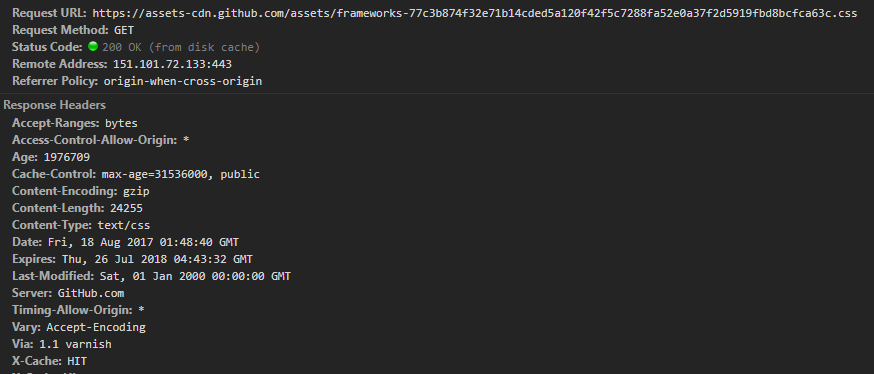 Request URL: https://assets-cdn.github.com/assets/frameworks-77c3b874f32e71b14cded5a120f42f5c7288fa52e0a37f2d5919fbd8bcfca63c.css
Request Method: GET
Status Code: 200 OK (from disk cache)
Remote Address: 151.101.72.133:443
Referrer Policy: origin-when-cross-origin
Response Headers
Accept-Ranges: bytes
Access-Control-Allow-Origin: *
Age: 1976709
Cache-Control: max-age=31536000, public
Content-Encoding: gzip
Content-Length: 24255
Content-Type: text/css
Date: Fri, 18 Aug 2017 01:48:40 GMT
Expires: Thu, 26 Jul 2018 04:43:32 GMT
Last-Modified: Sat, 01 Jan 2000 00:00:00 GMT
Server: GitHub.com
Timing-Allow-Origin: *
Vary: Accept-Encoding
Via: 1.1 varnish
X-Cache: HIT